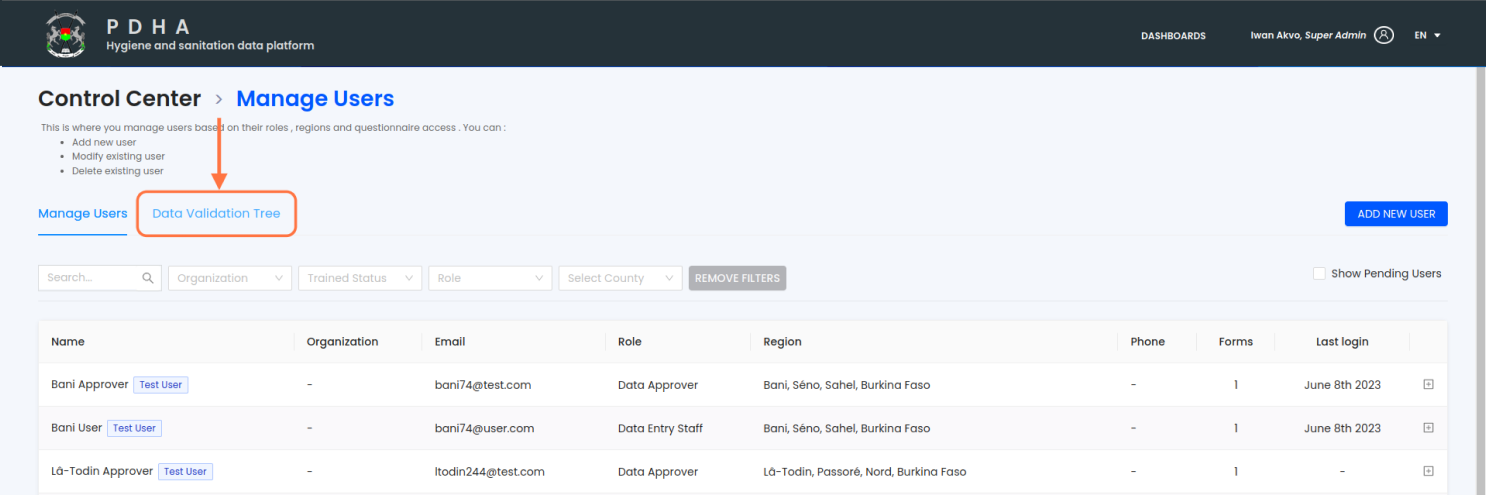 P D H A
Hygiene and sanitation data platform
DASHBOARDS
Iwan Akvo, Super Admin
EN
Control Center > Manage Users
This is where you manage users based on their roles , regions and questionnaire access . You can :
• Add new user
• Modify existing user
• Delete existing user
Manage Users
Data Validation Tree
ADD NEW USER
Search...
Organization
Trained Status
Role
Select County
REMOVE FILTERS
Show Pending Users
Name Organization Email Role Region Phone Forms Last login
Bani Approver Test User - bani74@test.com Data Approver Bani, Séno, Sahel, Burkina Faso - 1 June 8th 2023
Bani User Test User - bani74@user.com Data Entry Staff Bani, Séno, Sahel, Burkina Faso - 1 June 8th 2023
Lâ-Todin Approver Test User - ltodin244@test.com Data Approver Lâ-Todin, Passoré, Nord, Burkina Faso - 1 -